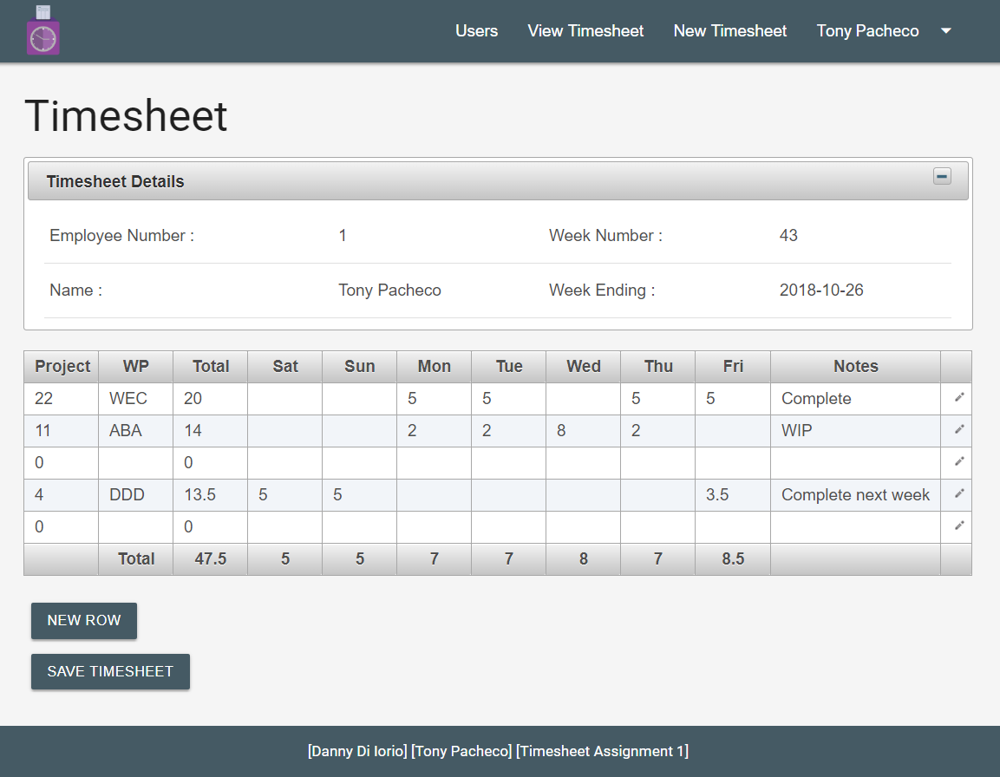 Users View Timesheet New Timesheet Tony Pacheco
Timesheet
Timesheet Details
Employee Number : 1 Week Number : 43
Name : Tony Pacheco Week Ending : 2018-10-26
Project WP Total Sat Sun Mon Tue Wed Thu Fri Notes
22 WEC 20 5 5 5 5 Complete
11 ABA 14 2 2 8 2 WIP
0 0
4 DDD 13.5 5 5 3.5 Complete next week
0 0
Total 47.5 5 5 7 7 8 7 8.5
NEW ROW
SAVE TIMESHEET
[Danny Di Iorio] [Tony Pacheco] [Timesheet Assignment 1]